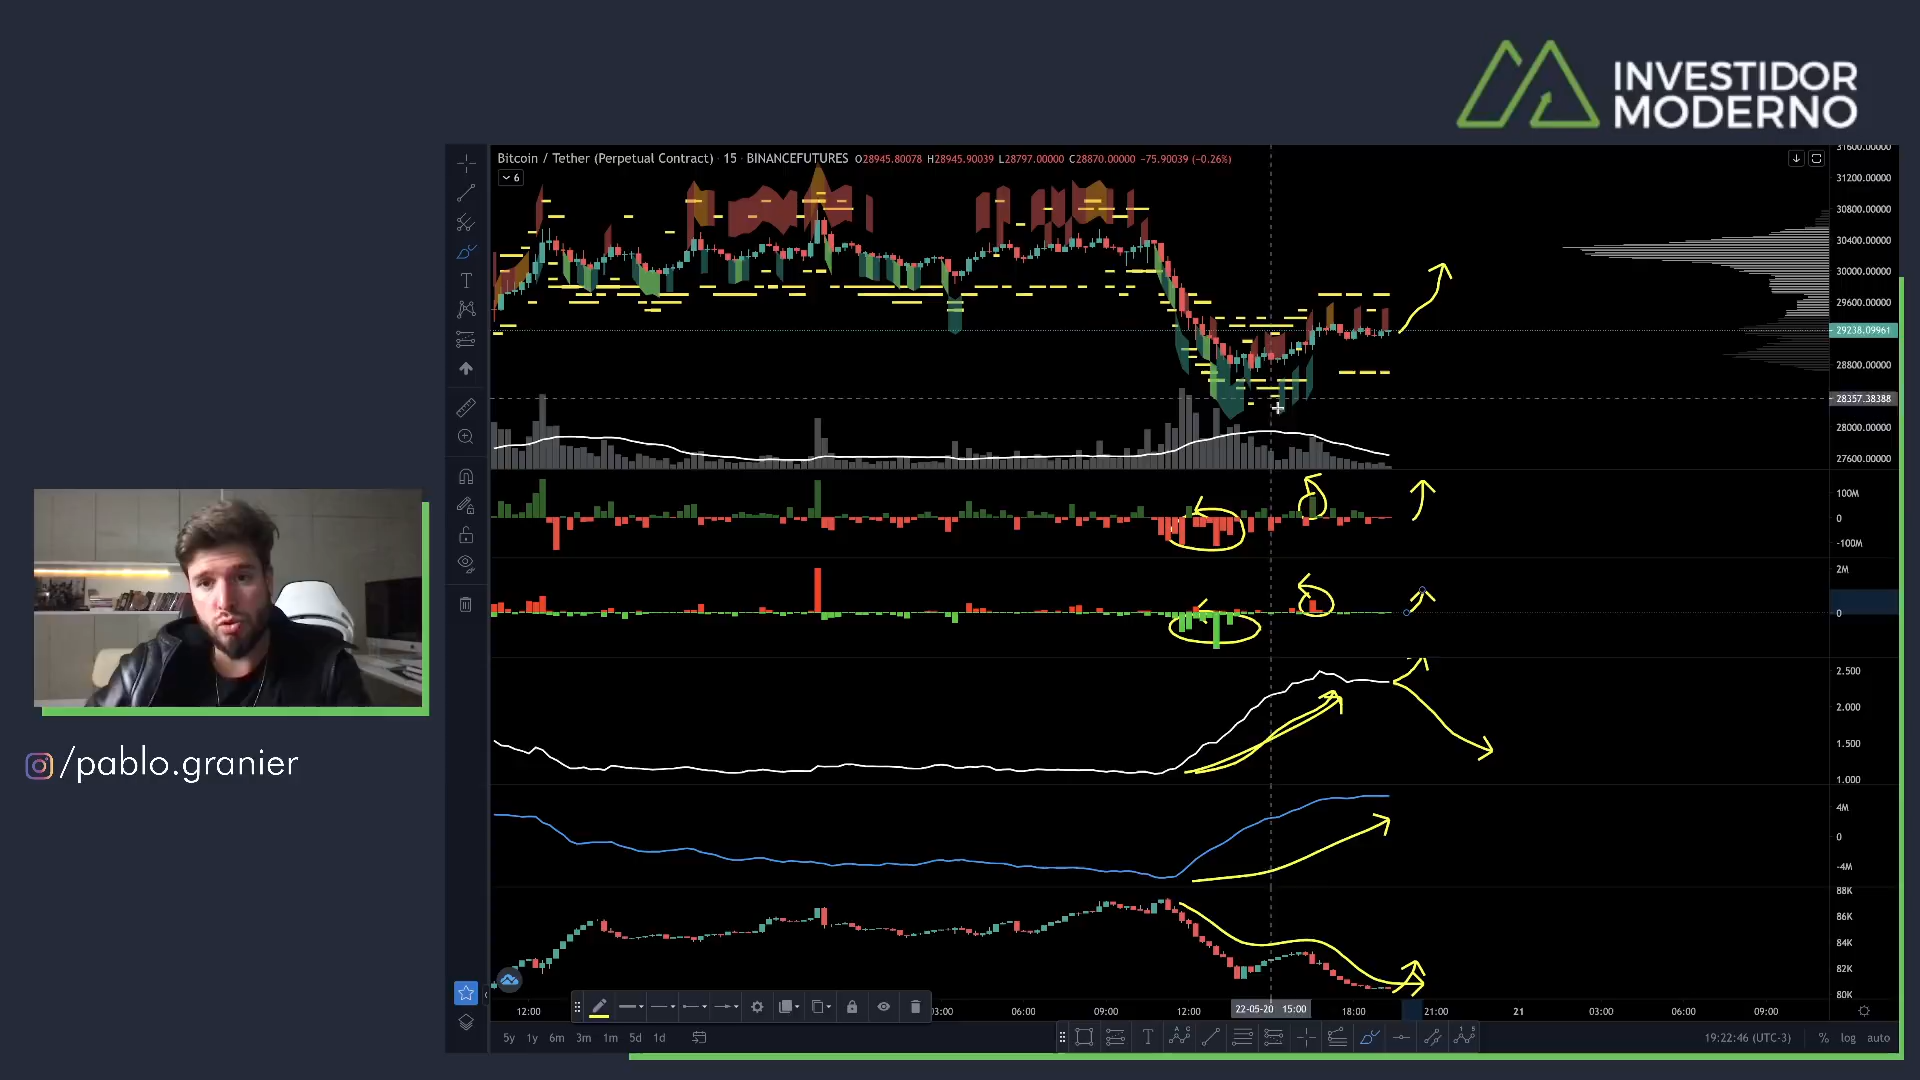 INVESTIDOR
MODERNO
Bitcoin / Tether (Perpetual Contract) · 15 · BINANCEFUTURES O28945.80078 H28945.90039 L28797.00000 C28870.00000 −75.90039 (−0.26%)
6
31600.00000
31200.00000
30800.00000
30400.00000
30000.00000
29600.00000
29238.09961
28800.00000
28357.38388
28000.00000
27600.00000
100M
0
-100M
2M
0
2.500
2.000
1.500
1.000
4M
0
-4M
88K
86K
84K
82K
80K
/pablo.granier
12:00
03:00
06:00
09:00
12:00
22-05-20 15:00
18:00
21:00
21
03:00
06:00
09:00
5y 1y 6m 3m 1m 5d 1d
19:22:46 (UTC-3) % log auto